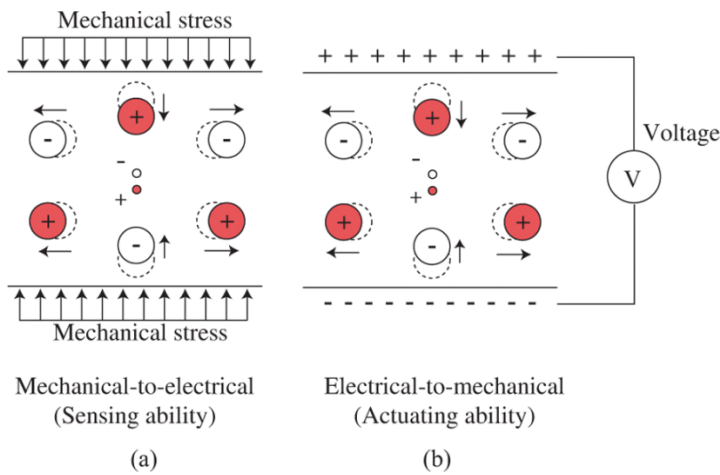 Mechanical stress
+ + + + + + + + + +
+
+
- -
- -
Voltage
- -
+ +
V
+ + + +
- -
- - - - - - - - - - -
Mechanical stress
Mechanical-to-electrical
(Sensing ability)
Electrical-to-mechanical
(Actuating ability)
(a)
(b)